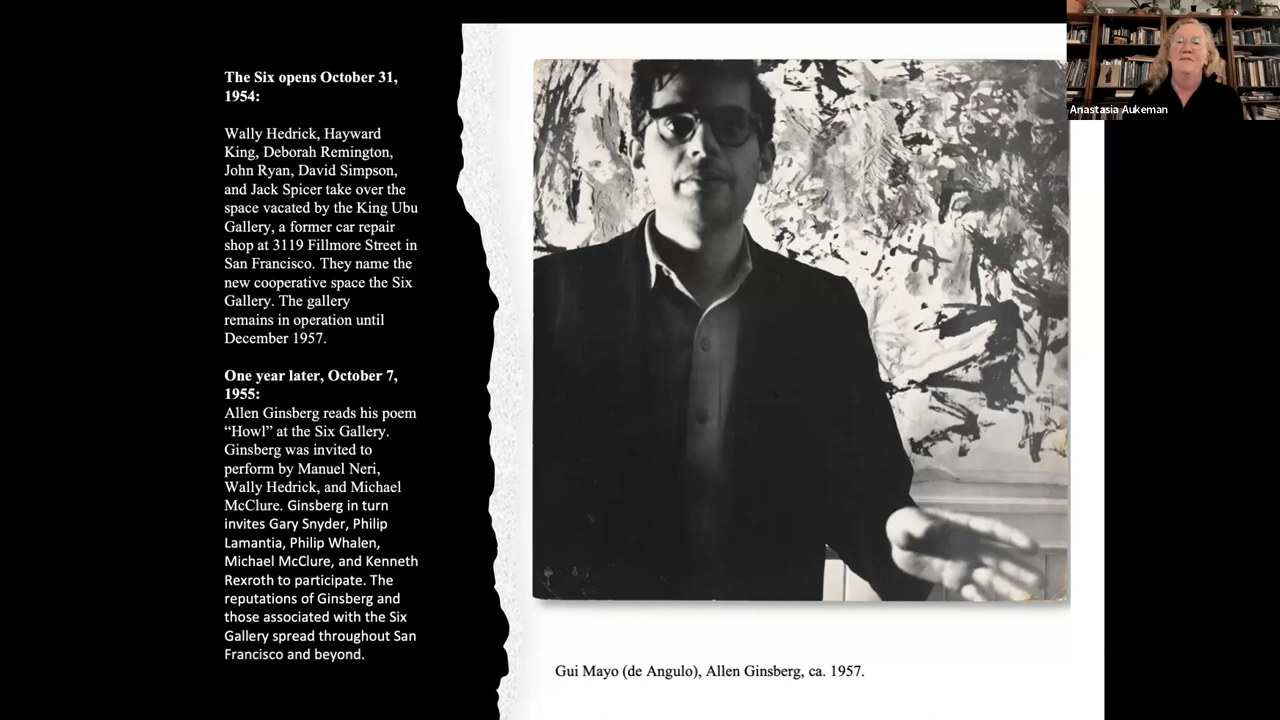 The Six opens October 31,
1954:
Wally Hedrick, Hayward
King, Deborah Remington,
John Ryan, David Simpson,
and Jack Spicer take over the
space vacated by the King Ubu
Gallery, a former car repair
shop at 3119 Fillmore Street in
San Francisco. They name the
new cooperative space the Six
Gallery. The gallery
remains in operation until
December 1957.
One year later, October 7,
1955:
Allen Ginsberg reads his poem
“Howl” at the Six Gallery.
Ginsberg was invited to
perform by Manuel Neri,
Wally Hedrick, and Michael
McClure. Ginsberg in turn
invites Gary Snyder, Philip
Lamantia, Philip Whalen,
Michael McClure, and Kenneth
Rexroth to participate. The
reputations of Ginsberg and
those associated with the Six
Gallery spread throughout San
Francisco and beyond.
Gui Mayo (de Angulo), Allen Ginsberg, ca. 1957.
Anastasia Aukeman